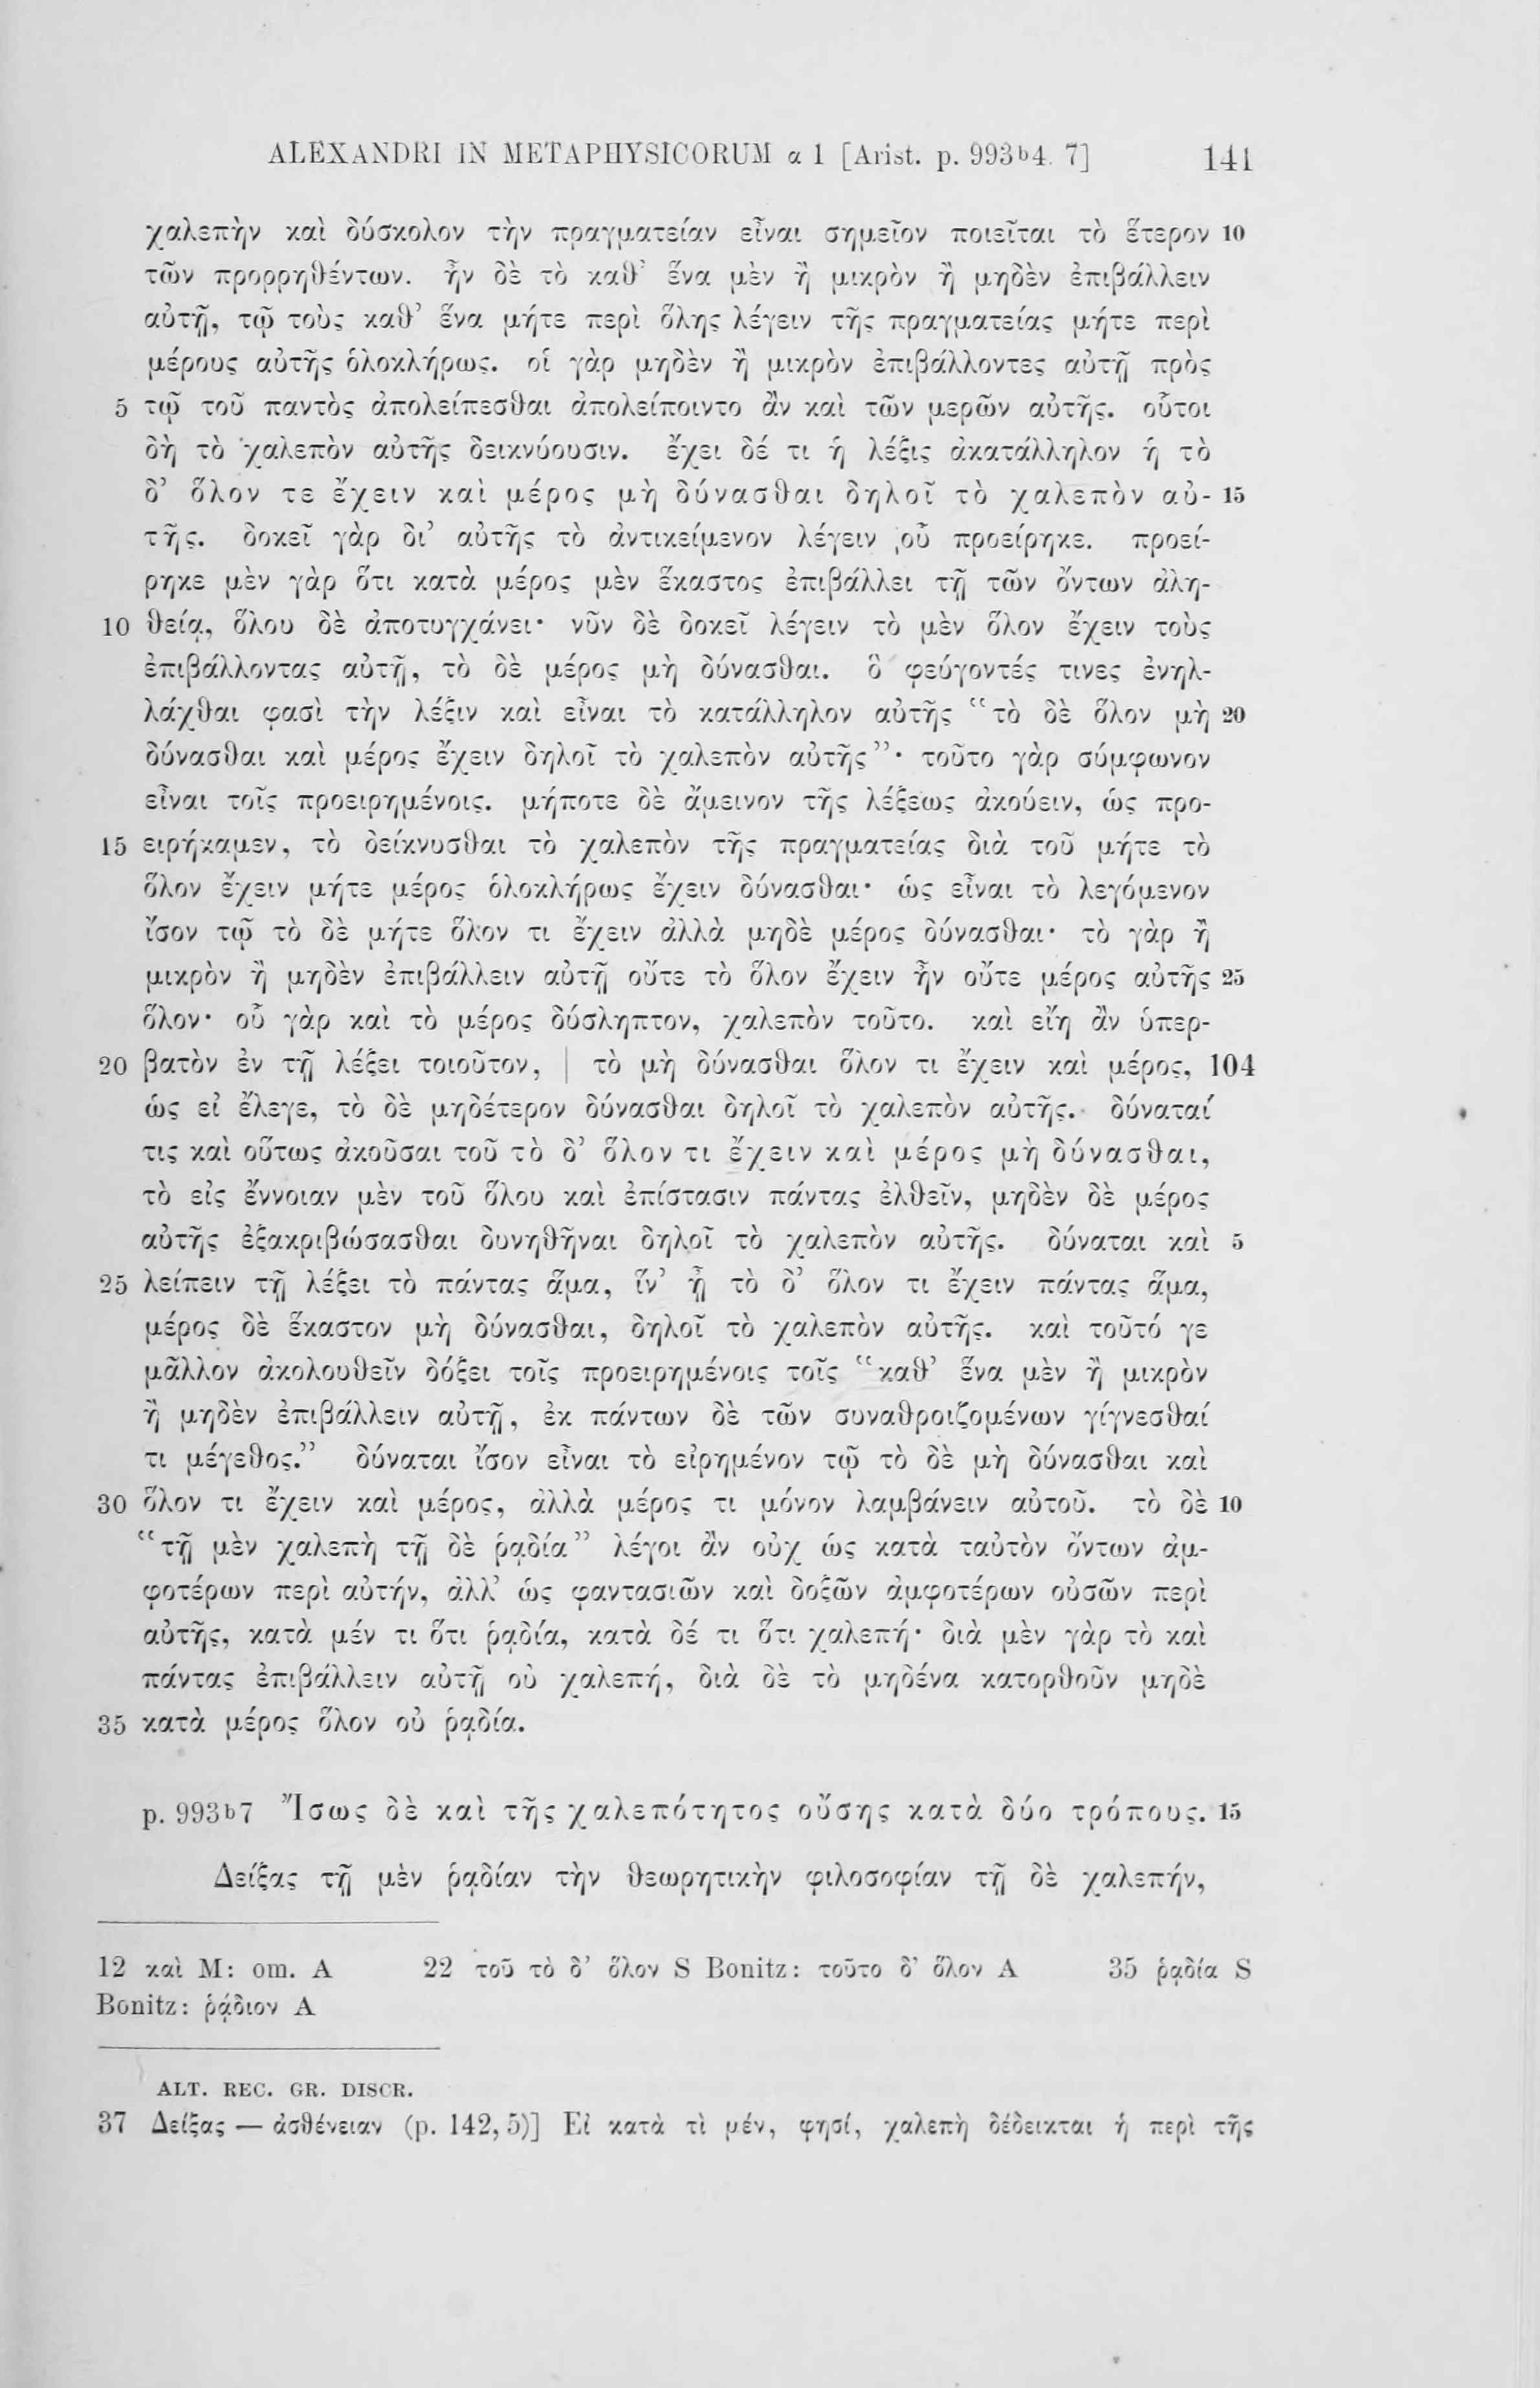 ALEXANDRI IN METAPHYSICORUM α 1 [Arist. p. 993ᵇ4. 7] 141
χαλεπὴν καὶ δύσκολον τὴν πραγματείαν εἶναι σημεῖον ποιεῖται τὸ ἕτερον 10
τῶν προρρηθέντων. ἦν δὲ τὸ καθ’ ἕνα μὲν ἢ μικρὸν ἢ μηδὲν ἐπιβάλλειν
αὐτῇ, τῷ τοὺς καθ’ ἕνα μήτε περὶ ὅλης λέγειν τῆς πραγματείας μήτε περὶ
μέρους αὐτῆς ὁλοκλήρως. οἱ γὰρ μηδὲν ἢ μικρὸν ἐπιβάλλοντες αὐτῇ πρὸς
5 τῷ τοῦ παντὸς ἀπολείπεσθαι ἀπολείποιντο ἂν καὶ τῶν μερῶν αὐτῆς. οὗτοι
δὴ τὸ χαλεπὸν αὐτῆς δεικνύουσιν. ἔχει δέ τι ἡ λέξις ἀκατάλληλον ἡ τὸ
δ’ ὅλον τε ἔχειν καὶ μέρος μὴ δύνασθαι δηλοῖ τὸ χαλεπὸν αὐ- 15
τῆς. δοκεῖ γὰρ δι’ αὐτῆς τὸ ἀντικείμενον λέγειν οὗ προείρηκε. προεί-
ρηκε μὲν γὰρ ὅτι κατὰ μέρος μὲν ἕκαστος ἐπιβάλλει τῇ τῶν ὄντων ἀλη-
10 θείᾳ, ὅλου δὲ ἀποτυγχάνει· νῦν δὲ δοκεῖ λέγειν τὸ μὲν ὅλον ἔχειν τοὺς
ἐπιβάλλοντας αὐτῇ, τὸ δὲ μέρος μὴ δύνασθαι. ὃ φεύγοντές τινες ἐνηλ-
λάχθαι φασὶ τὴν λέξιν καὶ εἶναι τὸ κατάλληλον αὐτῆς “τὸ δὲ ὅλον μὴ 20
δύνασθαι καὶ μέρος ἔχειν δηλοῖ τὸ χαλεπὸν αὐτῆς”· τοῦτο γὰρ σύμφωνον
εἶναι τοῖς προειρημένοις. μήποτε δὲ ἄμεινον τῆς λέξεως ἀκούειν, ὡς προ-
15 ειρήκαμεν, τὸ δείκνυσθαι τὸ χαλεπὸν τῆς πραγματείας διὰ τοῦ μήτε τὸ
ὅλον ἔχειν μήτε μέρος ὁλοκλήρως ἔχειν δύνασθαι· ὡς εἶναι τὸ λεγόμενον
ἴσον τῷ τὸ δὲ μήτε ὅλον τι ἔχειν ἀλλὰ μηδὲ μέρος δύνασθαι· τὸ γὰρ ἢ
μικρὸν ἢ μηδὲν ἐπιβάλλειν αὐτῇ οὔτε τὸ ὅλον ἔχειν ἦν οὔτε μέρος αὐτῆς 25
ὅλον· οὗ γὰρ καὶ τὸ μέρος δύσληπτον, χαλεπὸν τοῦτο. καὶ εἴη ἂν ὑπερ-
20 βατὸν ἐν τῇ λέξει τοιοῦτον, | τὸ μὴ δύνασθαι ὅλον τι ἔχειν καὶ μέρος, 104
ὡς εἰ ἔλεγε, τὸ δὲ μηδέτερον δύνασθαι δηλοῖ τὸ χαλεπὸν αὐτῆς. δύναταί
τις καὶ οὕτως ἀκοῦσαι τοῦ τὸ δ’ ὅλον τι ἔχειν καὶ μέρος μὴ δύνασθαι,
τὸ εἰς ἔννοιαν μὲν τοῦ ὅλου καὶ ἐπίστασιν πάντας ἐλθεῖν, μηδὲν δὲ μέρος
αὐτῆς ἐξακριβώσασθαι δυνηθῆναι δηλοῖ τὸ χαλεπὸν αὐτῆς. δύναται καὶ 5
25 λείπειν τῇ λέξει τὸ πάντας ἅμα, ἵν’ ᾖ τὸ δ’ ὅλον τι ἔχειν πάντας ἅμα,
μέρος δὲ ἕκαστον μὴ δύνασθαι, δηλοῖ τὸ χαλεπὸν αὐτῆς. καὶ τοῦτό γε
μᾶλλον ἀκολουθεῖν δόξει τοῖς προειρημένοις τοῖς “καθ’ ἕνα μὲν ἢ μικρὸν
ἢ μηδὲν ἐπιβάλλειν αὐτῇ, ἐκ πάντων δὲ τῶν συναθροιζομένων γίγνεσθαί
τι μέγεθος.” δύναται ἴσον εἶναι τὸ εἰρημένον τῷ τὸ δὲ μὴ δύνασθαι καὶ
30 ὅλον τι ἔχειν καὶ μέρος, ἀλλὰ μέρος τι μόνον λαμβάνειν αὐτοῦ. τὸ δὲ 10
“τῇ μὲν χαλεπὴ τῇ δὲ ῥᾳδία” λέγοι ἂν οὐχ ὡς κατὰ ταὐτὸν ὄντων ἀμ-
φοτέρων περὶ αὐτήν, ἀλλ’ ὡς φαντασιῶν καὶ δοξῶν ἀμφοτέρων οὐσῶν περὶ
αὐτῆς, κατὰ μέν τι ὅτι ῥᾳδία, κατὰ δέ τι ὅτι χαλεπή· διὰ μὲν γὰρ τὸ καὶ
πάντας ἐπιβάλλειν αὐτῇ οὐ χαλεπή, διὰ δὲ τὸ μηδένα κατορθοῦν μηδὲ
35 κατὰ μέρος ὅλον οὐ ῥᾳδία.
p. 993ᵇ7 Ἴσως δὲ καὶ τῆς χαλεπότητος οὔσης κατὰ δύο τρόπους. 15
Δείξας τῇ μὲν ῥᾳδίαν τὴν θεωρητικὴν φιλοσοφίαν τῇ δὲ χαλεπήν,
12 καὶ M: om. A 22 τοῦ τὸ δ’ ὅλον S Bonitz: τοῦτο δ’ ὅλον A 35 ῥᾳδία S
Bonitz: ῥᾴδιον A
ALT. REC. GR. DISCR.
37 Δείξας — ἀσθένειαν (p. 142, 5)] Εἰ κατὰ τὶ μέν, φησί, χαλεπὴ δέδεικται ἡ περὶ τῆς